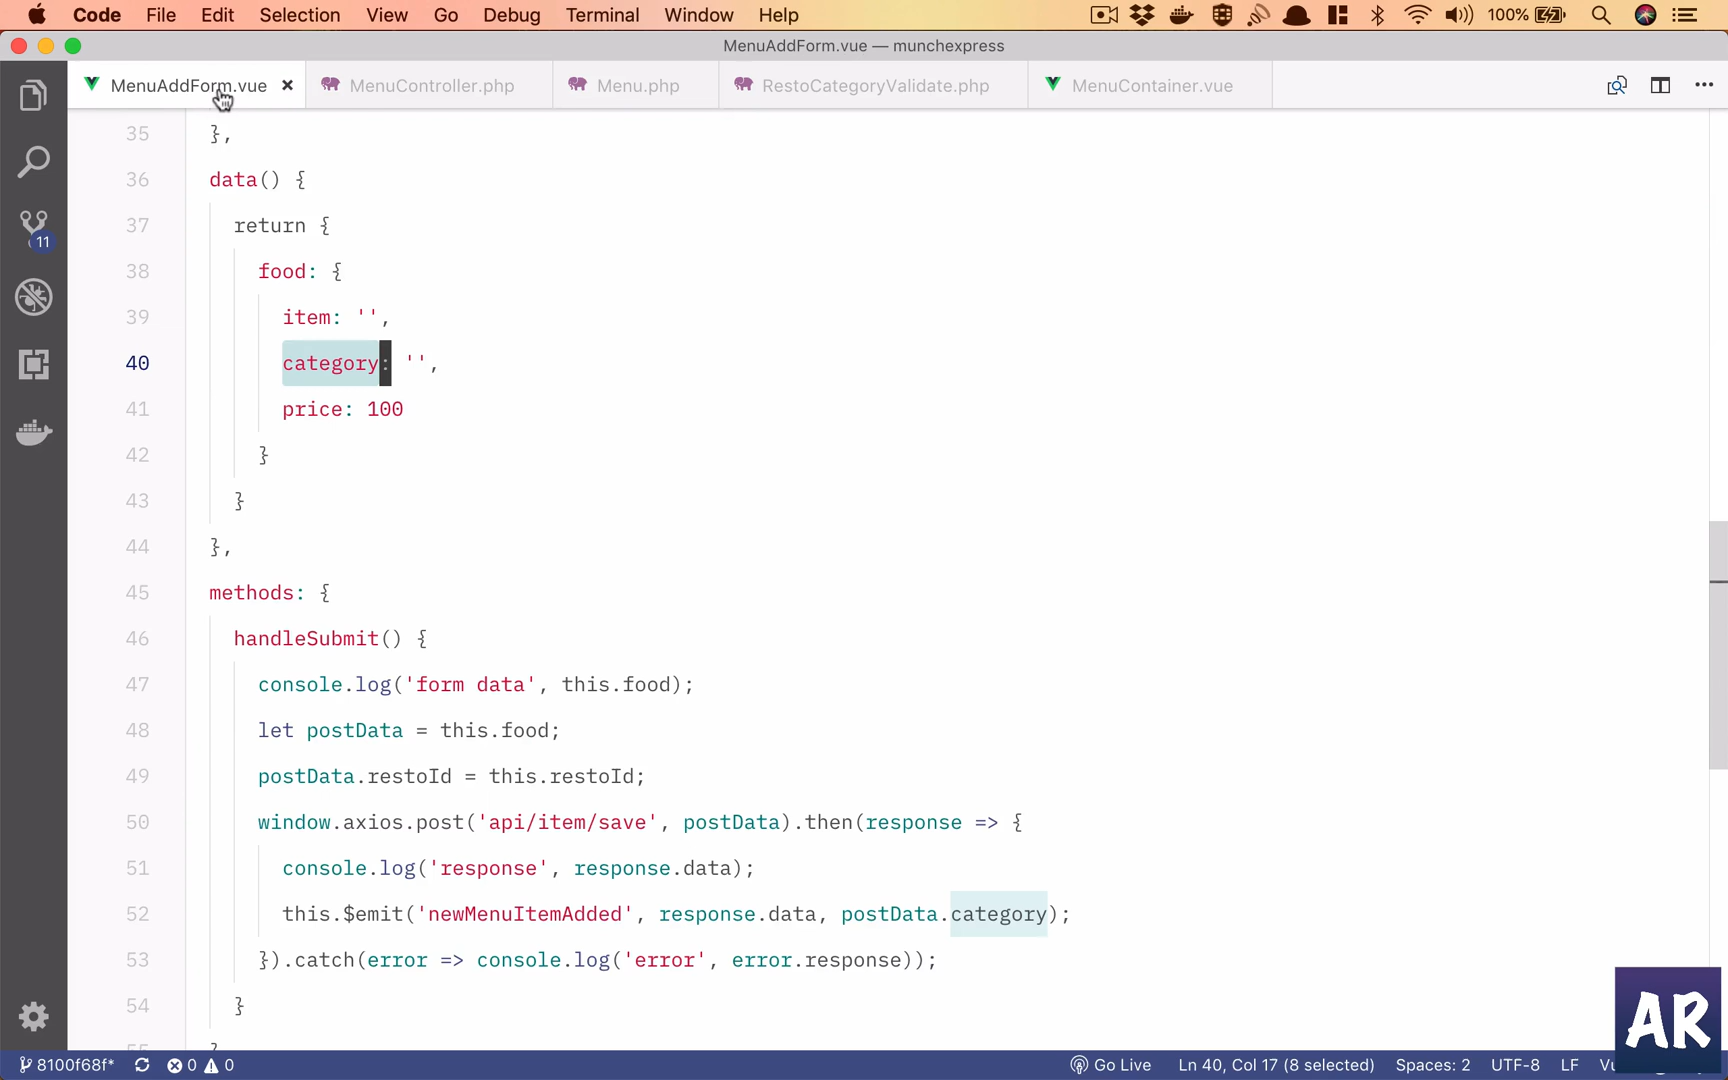 Code File Edit Selection View Go Debug Terminal Window Help 100%
MenuAddForm.vue — munchexpress
MenuAddForm.vue MenuController.php Menu.php RestoCategoryValidate.php MenuContainer.vue
35 },
36 data() {
37 return {
38 food: {
39 item: '',
40 category: '',
41 price: 100
42 }
43 }
44 },
45 methods: {
46 handleSubmit() {
47 console.log('form data', this.food);
48 let postData = this.food;
49 postData.restoId = this.restoId;
50 window.axios.post('api/item/save', postData).then(response => {
51 console.log('response', response.data);
52 this.$emit('newMenuItemAdded', response.data, postData.category);
53 }).catch(error => console.log('error', error.response));
54 }
11
AR
8100f68f* 0 0 Go Live Ln 40, Col 17 (8 selected) Spaces: 2 UTF-8 LF